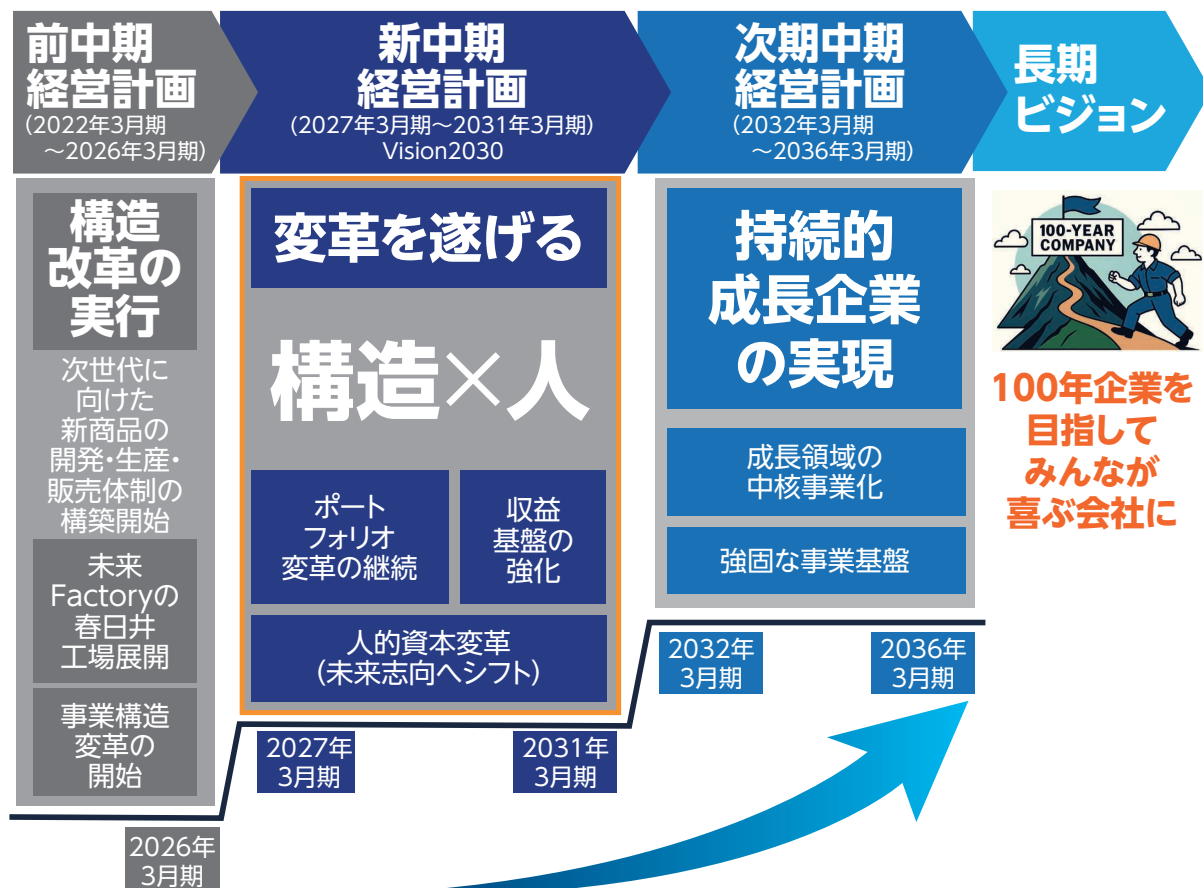 前中期
経営計画
(2022年3月期
～2026年3月期)
新中期
経営計画
(2027年3月期～2031年3月期)
Vision2030
次期中期
経営計画
(2032年3月期
～2036年3月期)
長期
ビジョン
構造
改革の
実行
次世代に
向けた
新商品の
開発・生産・
販売体制の
構築開始
未来
Factoryの
春日井
工場展開
事業構造
変革の
開始
2026年
3月期
変革を遂げる
構造×人
ポート
フォリオ
変革の継続
収益
基盤の
強化
人的資本変革
(未来志向へシフト)
2027年
3月期
2031年
3月期
持続的
成長企業
の実現
成長領域の
中核事業化
強固な事業基盤
2032年
3月期
2036年
3月期
100-YEAR
COMPANY
100年企業を
目指して
みんなが
喜ぶ会社に